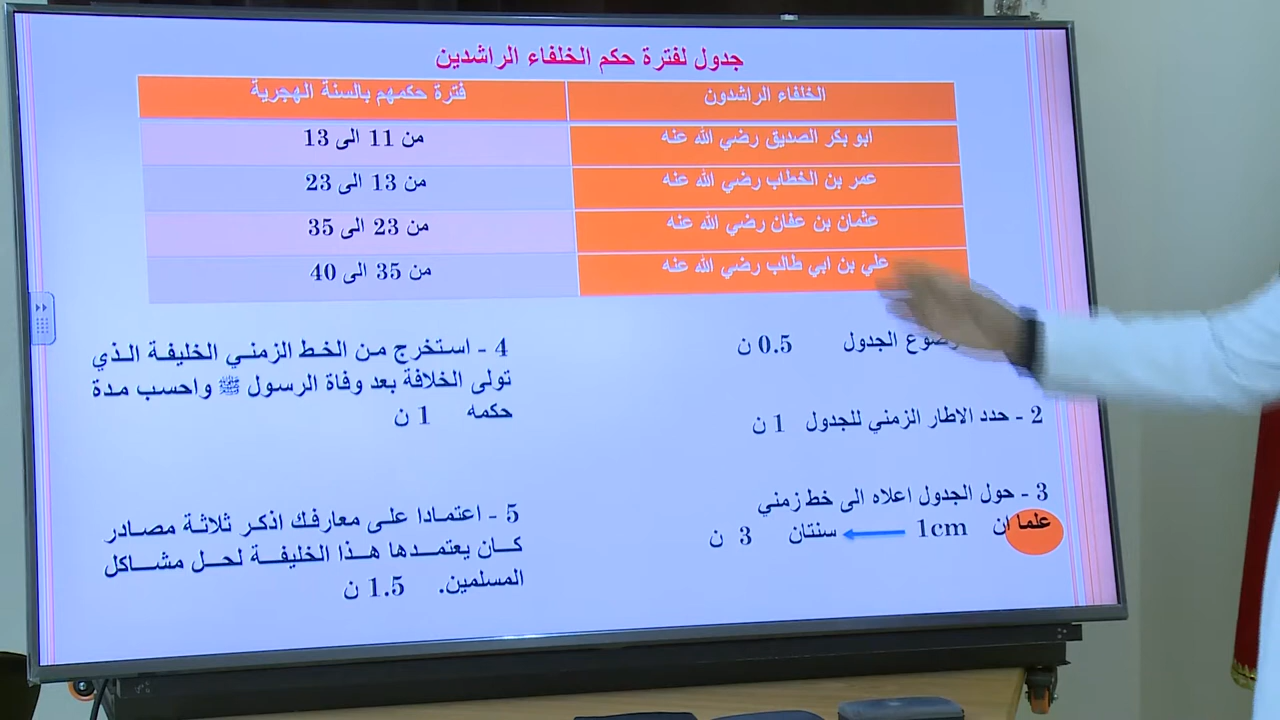 جدول لفترة حكم الخلفاء الراشدين
الخلفاء الراشدون فترة حكمهم بالسنة الهجرية
ابو بكر الصديق رضي الله عنه من 11 الى 13
عمر بن الخطاب رضي الله عنه من 13 الى 23
عثمان بن عفان رضي الله عنه من 23 الى 35
علي بن ابي طالب رضي الله عنه من 35 الى 40
الجدول 0.5 ن
2 - حدد الاطار الزمني للجدول 1 ن
3 - حول الجدول اعلاه الى خط زمني
علما ان 1cm ← سنتان 3 ن
4 - استخرج من الخط الزمني الخليفة الذي
تولى الخلافة بعد وفاة الرسول ﷺ واحسب مدة
حكمه 1 ن
5 - اعتمادا على معارفك اذكر ثلاثة مصادر
كان يعتمدها هذا الخليفة لحل مشاكل
المسلمين. 1.5 ن